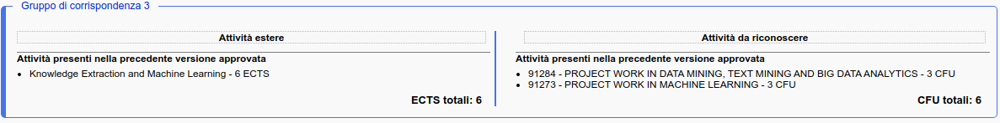 Gruppo di corrispondenza 3
Attività estere
Attività presenti nella precedente versione approvata
Knowledge Extraction and Machine Learning - 6 ECTS
ECTS totali: 6
Attività da riconoscere
Attività presenti nella precedente versione approvata
91284 - PROJECT WORK IN DATA MINING, TEXT MINING AND BIG DATA ANALYTICS - 3 CFU
91273 - PROJECT WORK IN MACHINE LEARNING - 3 CFU
CFU totali: 6